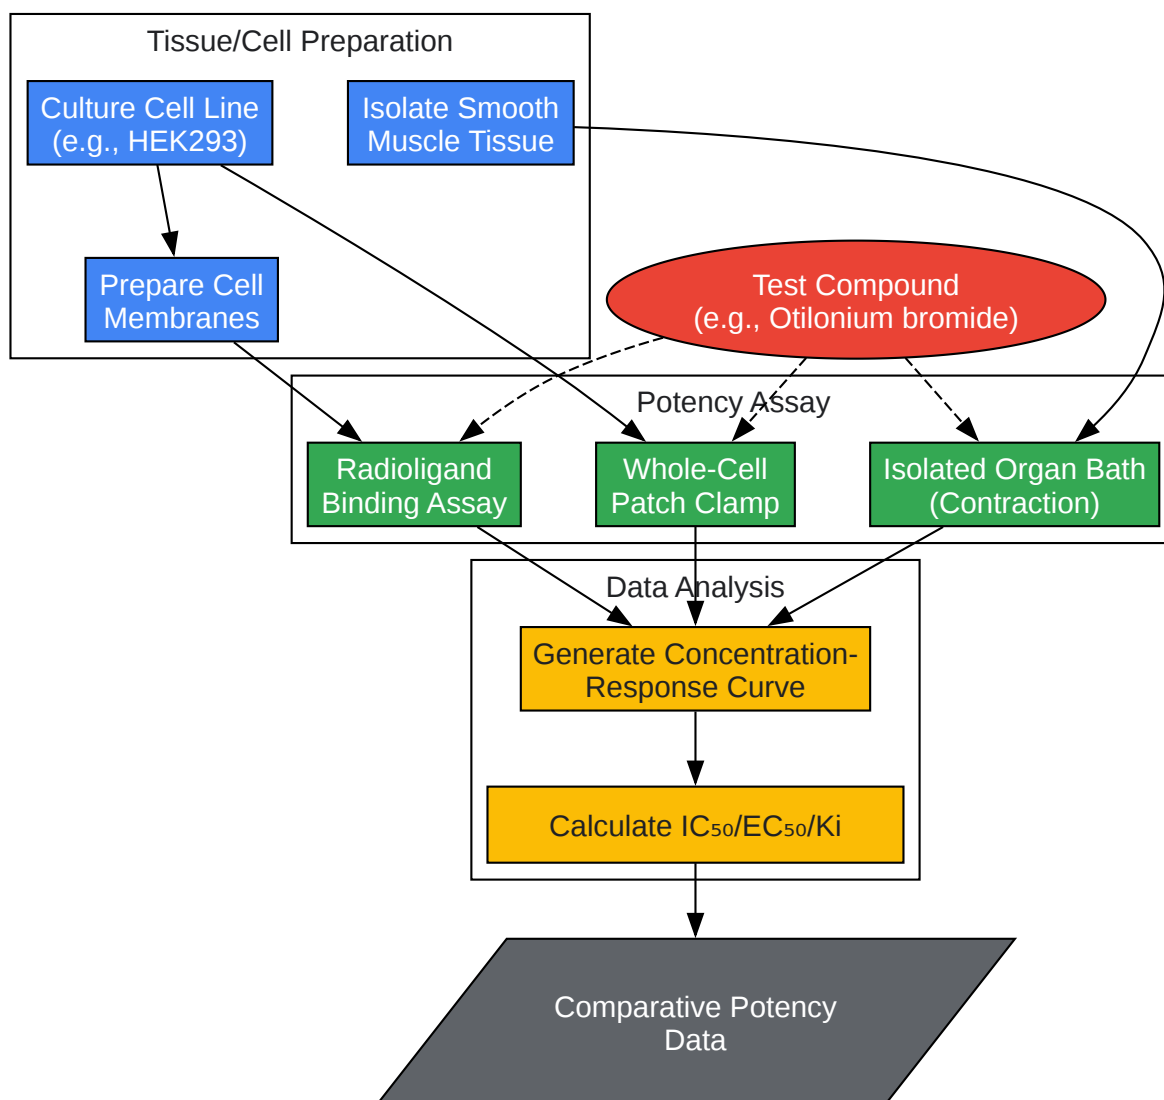 Tissue/Cell Preparation
Culture Cell Line
(e.g., HEK293)
Isolate Smooth
Muscle Tissue
Prepare Cell
Membranes
Test Compound
(e.g., Otilonium bromide)
Potency Assay
Radioligand
Binding Assay
Whole-Cell
Patch Clamp
Isolated Organ Bath
(Contraction)
Data Analysis
Generate Concentration-
Response Curve
Calculate IC₅₀/EC₅₀/Ki
Comparative Potency
Data